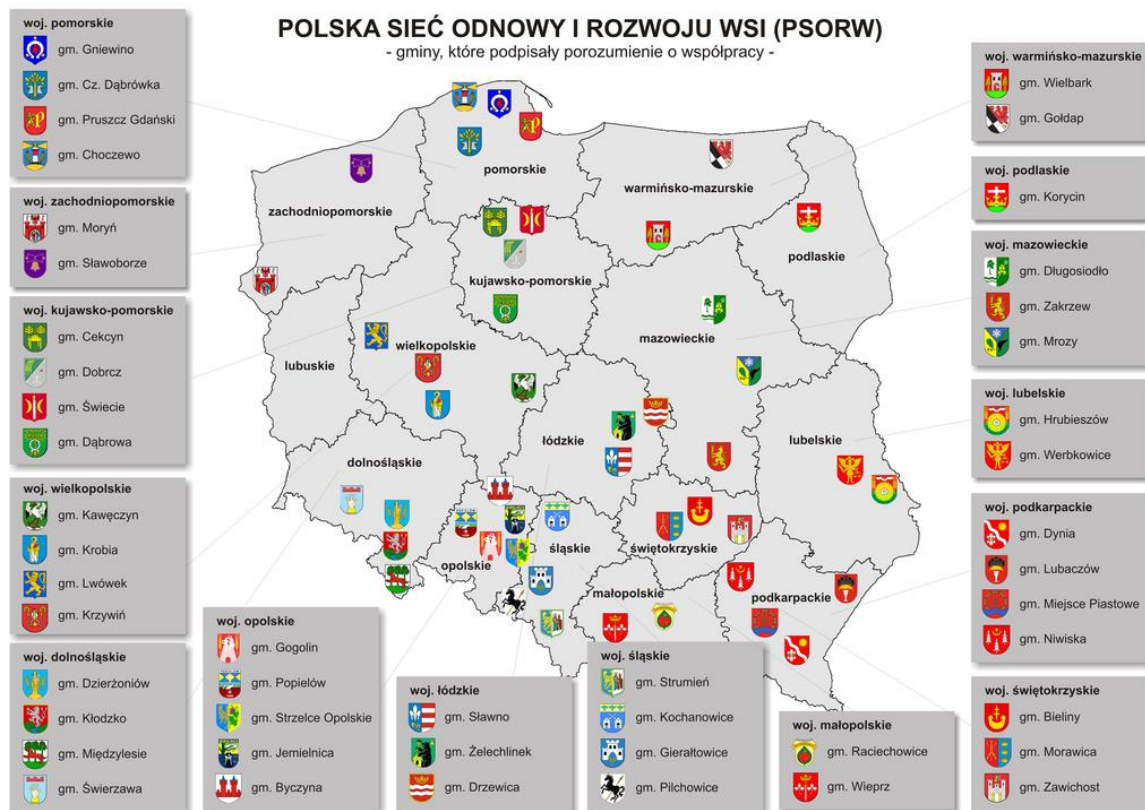 POLSKA SIEĆ ODNOWY I ROZWOJU WSI (PSORW)
- gminy, które podpisały porozumienie o współpracy -
woj. pomorskie
gm. Gniewino
gm. Cz. Dąbrówka
gm. Pruszcz Gdański
gm. Choczewo
woj. zachodniopomorskie
gm. Moryń
gm. Sławoborze
woj. kujawsko-pomorskie
gm. Cekcyn
gm. Dobrcz
gm. Świecie
gm. Dąbrowa
woj. wielkopolskie
gm. Kawęczyn
gm. Krobia
gm. Lwówek
gm. Krzywiń
woj. dolnośląskie
gm. Dzierżoniów
gm. Kłodzko
gm. Międzylesie
gm. Świerzawa
woj. opolskie
gm. Gogolin
gm. Popielów
gm. Strzelce Opolskie
gm. Jemielnica
gm. Byczyna
woj. łódzkie
gm. Sławno
gm. Żelechlinek
gm. Drzewica
woj. śląskie
gm. Strumień
gm. Kochanowice
gm. Gierałtowice
gm. Pilchowice
woj. małopolskie
gm. Raciechowice
gm. Wieprz
woj. warmińsko-mazurskie
gm. Wielbark
gm. Gołdap
woj. podlaskie
gm. Korycin
woj. mazowieckie
gm. Długosiodło
gm. Zakrzew
gm. Mrozy
woj. lubelskie
gm. Hrubieszów
gm. Werbkowice
woj. podkarpackie
gm. Dynia
gm. Lubaczów
gm. Miejsce Piastowe
gm. Niwiska
woj. świętokrzyskie
gm. Bieliny
gm. Morawica
gm. Zawichost
pomorskie
warmińsko-mazurskie
zachodniopomorskie
podlaskie
kujawsko-pomorskie
mazowieckie
wielkopolskie
lubuskie
łódzkie
lubelskie
dolnośląskie
śląskie
świętokrzyskie
opolskie
małopolskie
podkarpackie